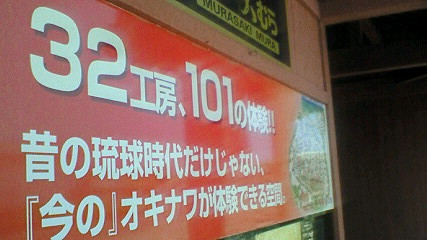 むら
MURASAKI MURA
32工房、101の体験!!
昔の琉球時代だけじゃない、
『今の』オキナワが体験できる空間。